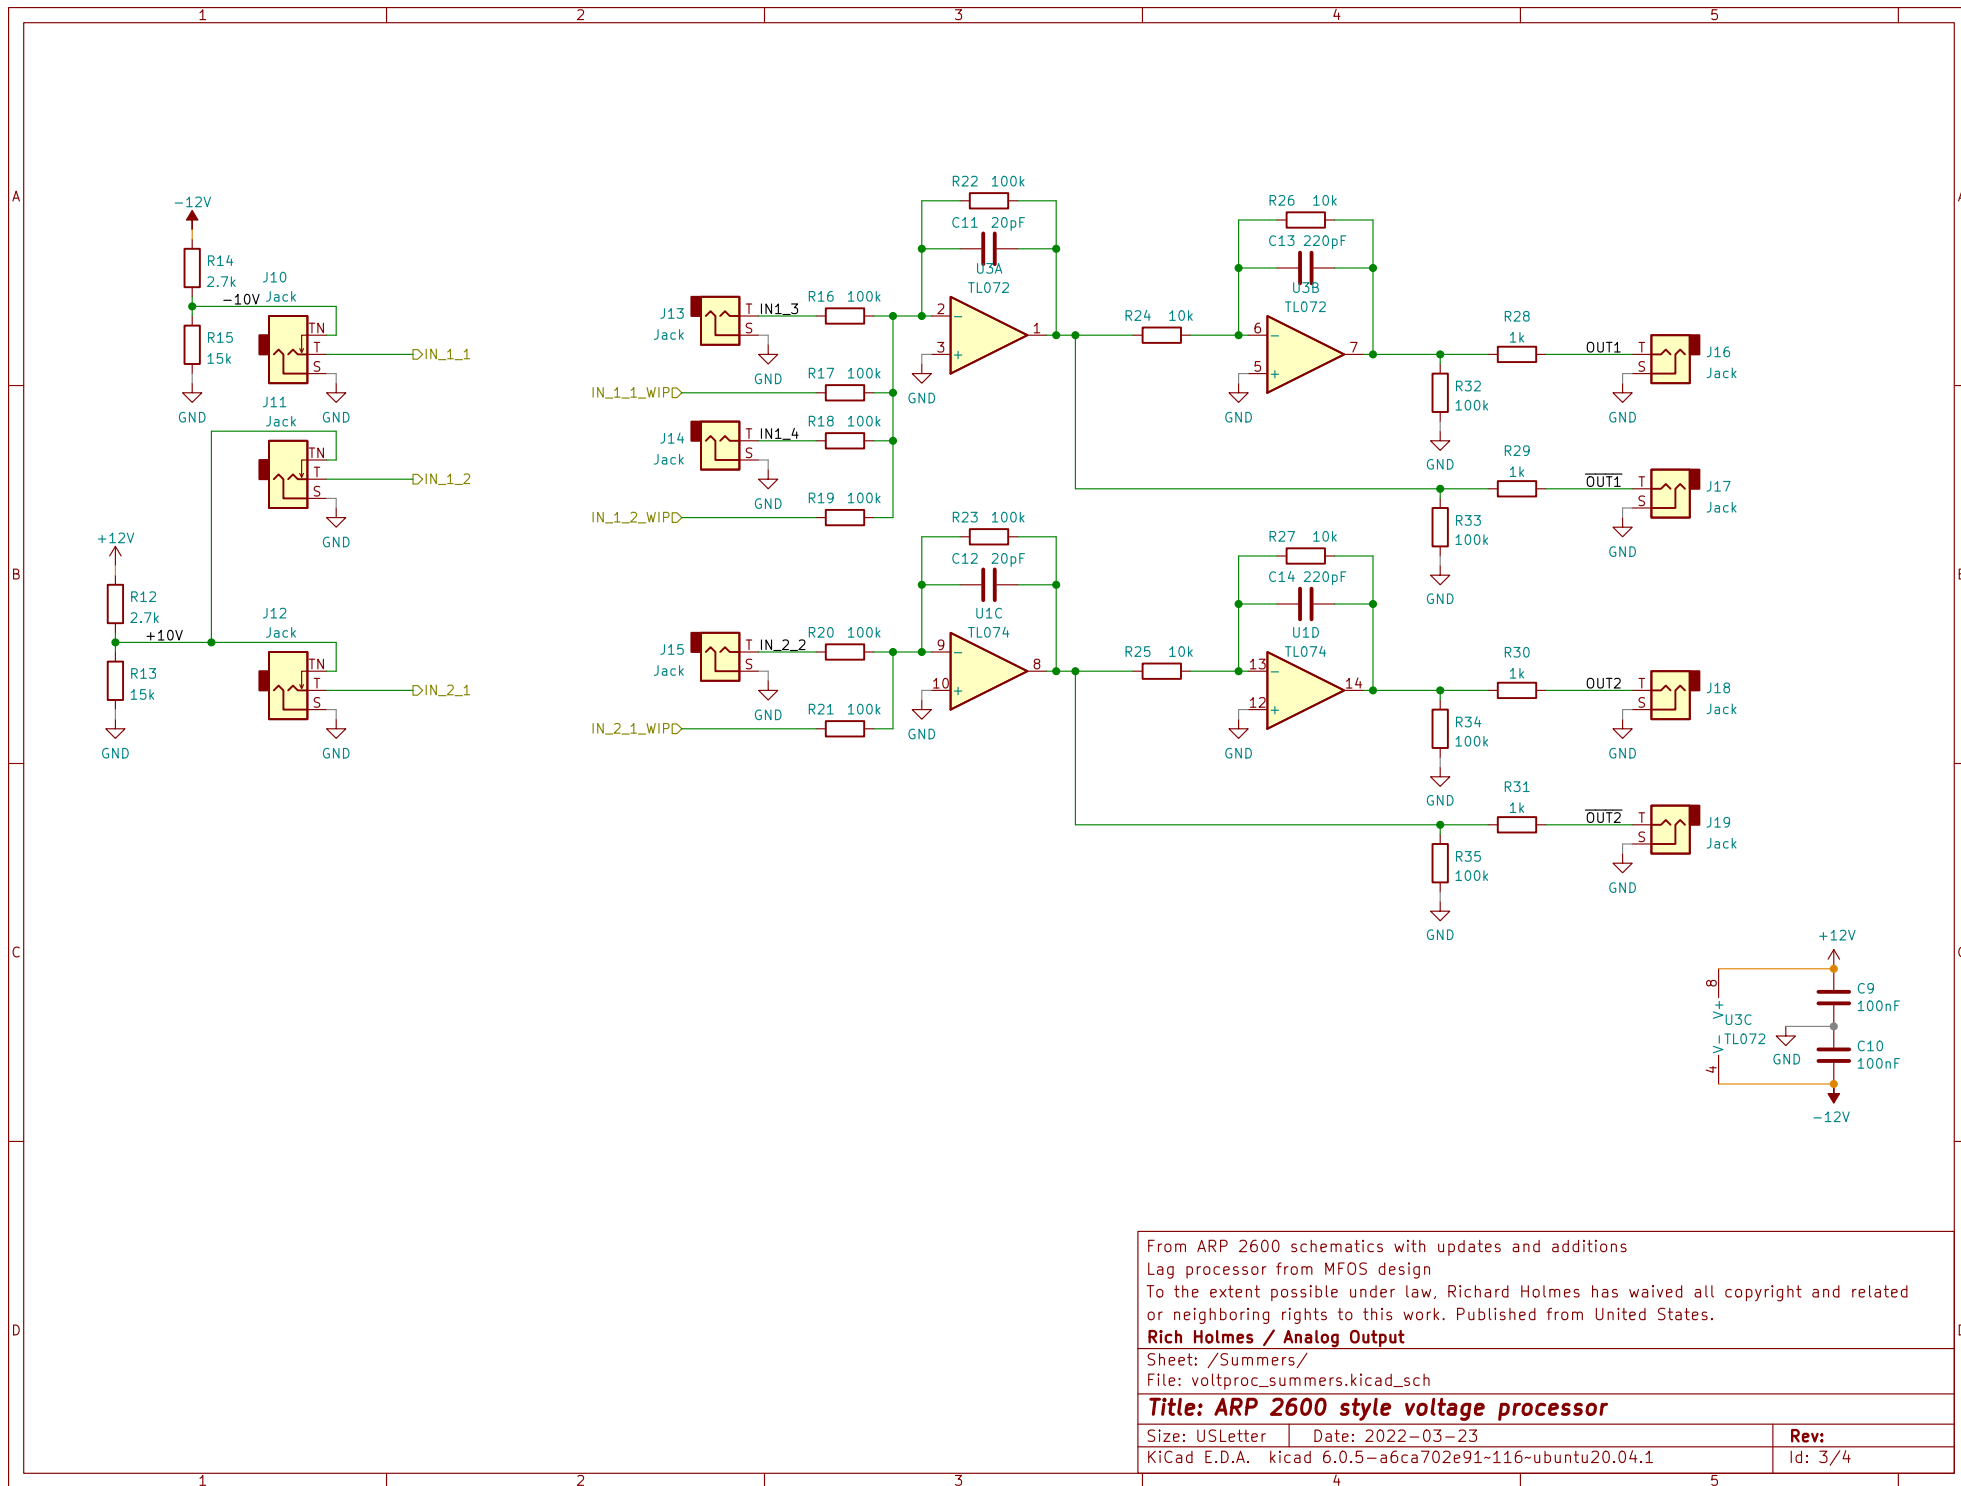 1 2 3 4 5
A A
B B
C C
D D
-12V
R14
2.7k
-10V
R15
15k
GND
J10
Jack
TN
T
S
GND
IN_1_1
J11
Jack
TN
T
S
GND
IN_1_2
+12V
R12
2.7k
+10V
R13
15k
GND
J12
Jack
TN
T
S
GND
IN_2_1
J13
Jack
T
S
IN1_3
GND
R16 100k
IN_1_1_WIP
R17 100k
J14
Jack
T
S
IN1_4
GND
R18 100k
IN_1_2_WIP
R19 100k
R22 100k
C11 20pF
U3A
TL072
2
3
1
−
+
GND
R24 10k
R26 10k
C13 220pF
U3B
TL072
6
5
7
−
+
GND
R28
1k
OUT1
T
S
J16
Jack
GND
R32
100k
GND
R29
1k
OUT1
T
S
J17
Jack
GND
R33
100k
GND
J15
Jack
T
S
IN_2_2
GND
R20 100k
IN_2_1_WIP
R21 100k
R23 100k
C12 20pF
U1C
TL074
9
10
8
−
+
GND
R25 10k
R27 10k
C14 220pF
U1D
TL074
13
12
14
−
+
GND
R30
1k
OUT2
T
S
J18
Jack
GND
R34
100k
GND
R31
1k
OUT2
T
S
J19
Jack
GND
R35
100k
GND
+12V
C9
100nF
8
V+
U3C
TL072
V-
4
GND
C10
100nF
-12V
From ARP 2600 schematics with updates and additions
Lag processor from MFOS design
To the extent possible under law, Richard Holmes has waived all copyright and related
or neighboring rights to this work. Published from United States.
Rich Holmes / Analog Output
Sheet: /Summers/
File: voltproc_summers.kicad_sch
Title: ARP 2600 style voltage processor
Size: USLetter Date: 2022-03-23 Rev:
KiCad E.D.A. kicad 6.0.5-a6ca702e91~116~ubuntu20.04.1 Id: 3/4
1 2 3 4 5